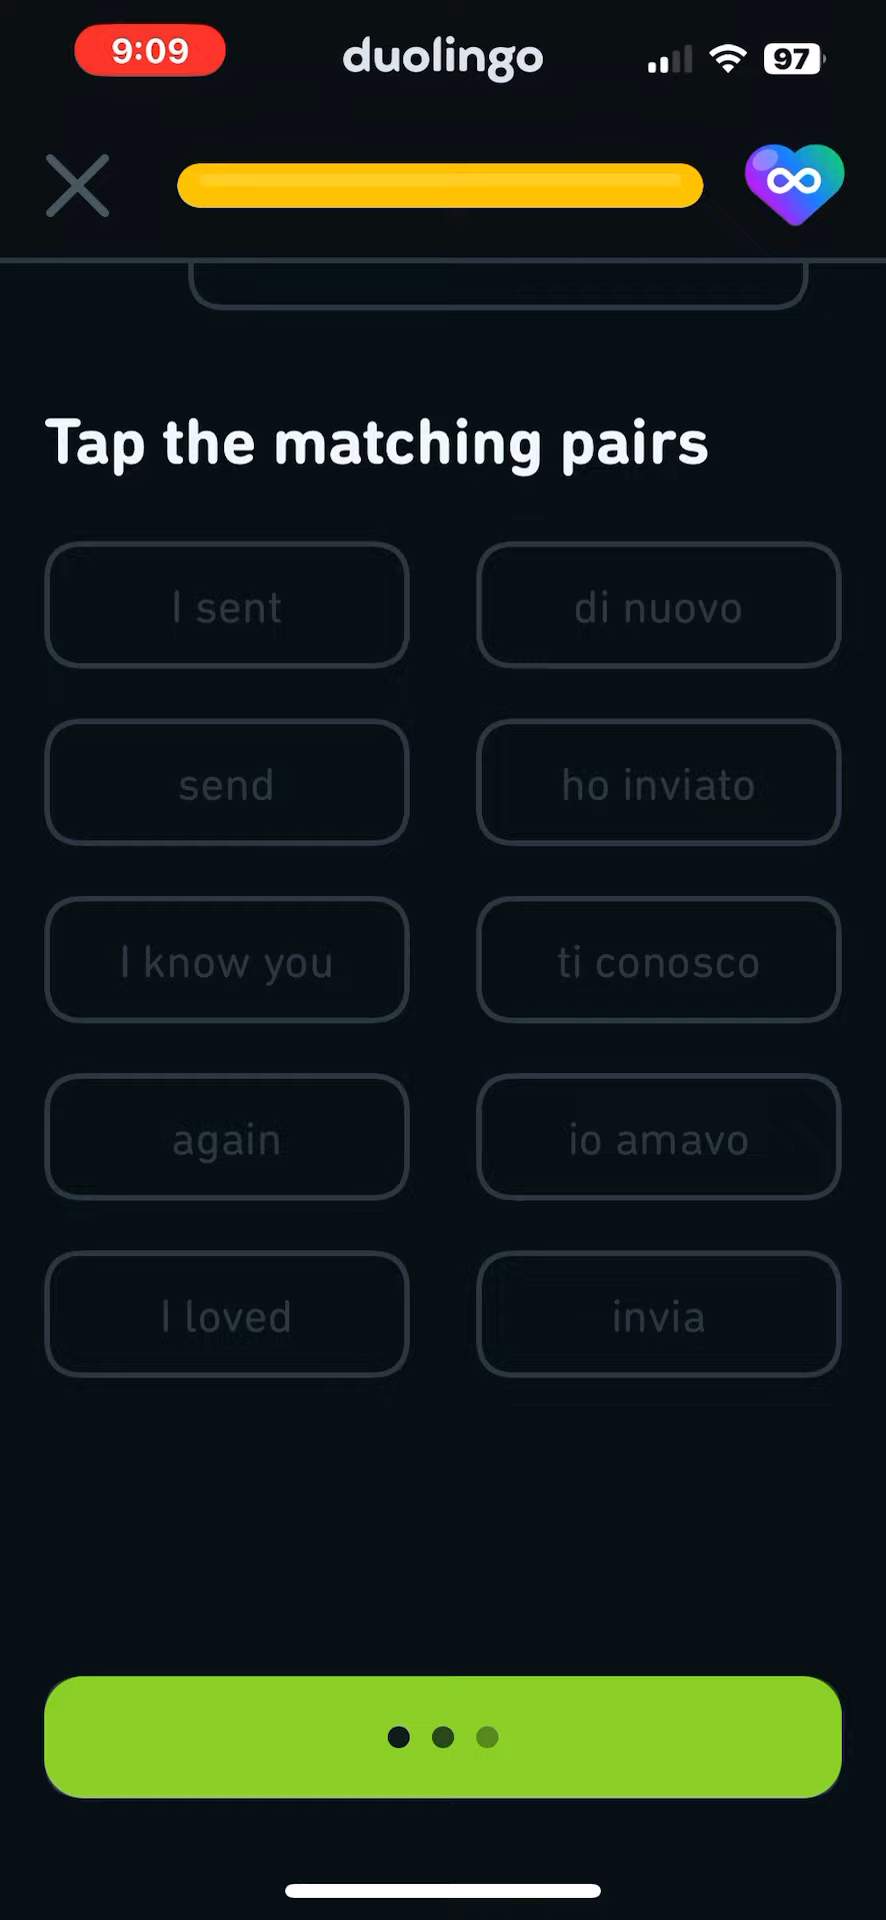 9:09
duolingo
97
Tap the matching pairs
I sent
di nuovo
send
ho inviato
I know you
ti conosco
again
io amavo
I loved
invia